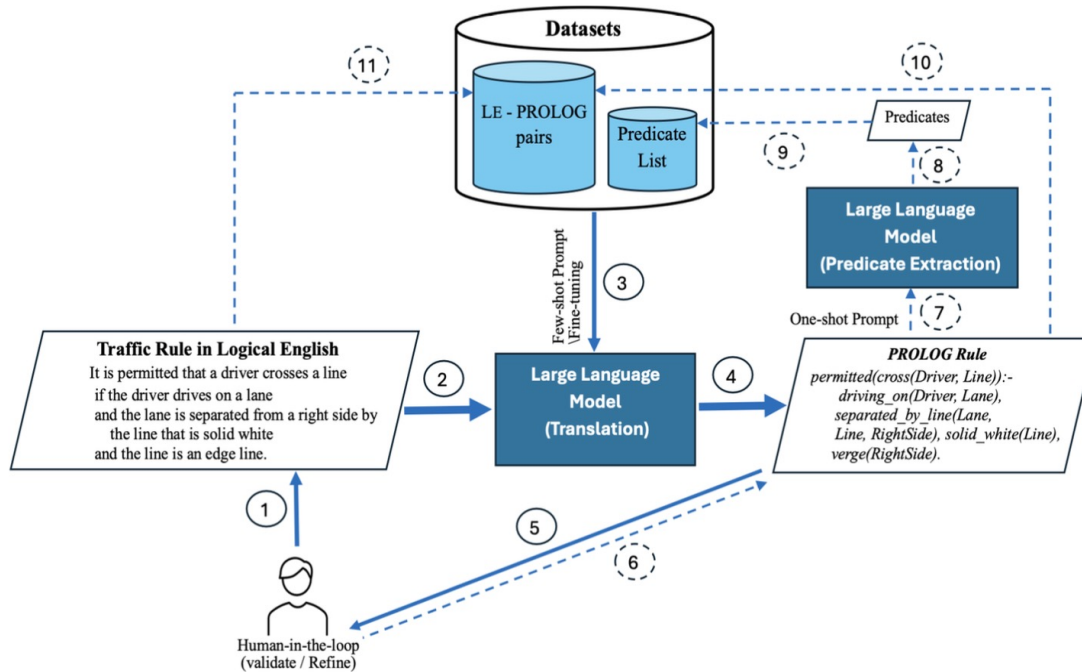 Datasets
11
10
LE - PROLOG
pairs
Predicate
List
Predicates
9
8
Large Language
Model
(Predicate Extraction)
Few-shot Prompt
\Fine-tuning
3
One-shot Prompt
7
Traffic Rule in Logical English
It is permitted that a driver crosses a line
if the driver drives on a lane
and the lane is separated from a right side by
the line that is solid white
and the line is an edge line.
2
Large Language
Model
(Translation)
4
PROLOG Rule
permitted(cross(Driver, Line)):-
driving_on(Driver, Lane),
separated_by_line(Lane,
Line, RightSide), solid_white(Line),
verge(RightSide).
1
5
6
Human-in-the-loop
(validate / Refine)